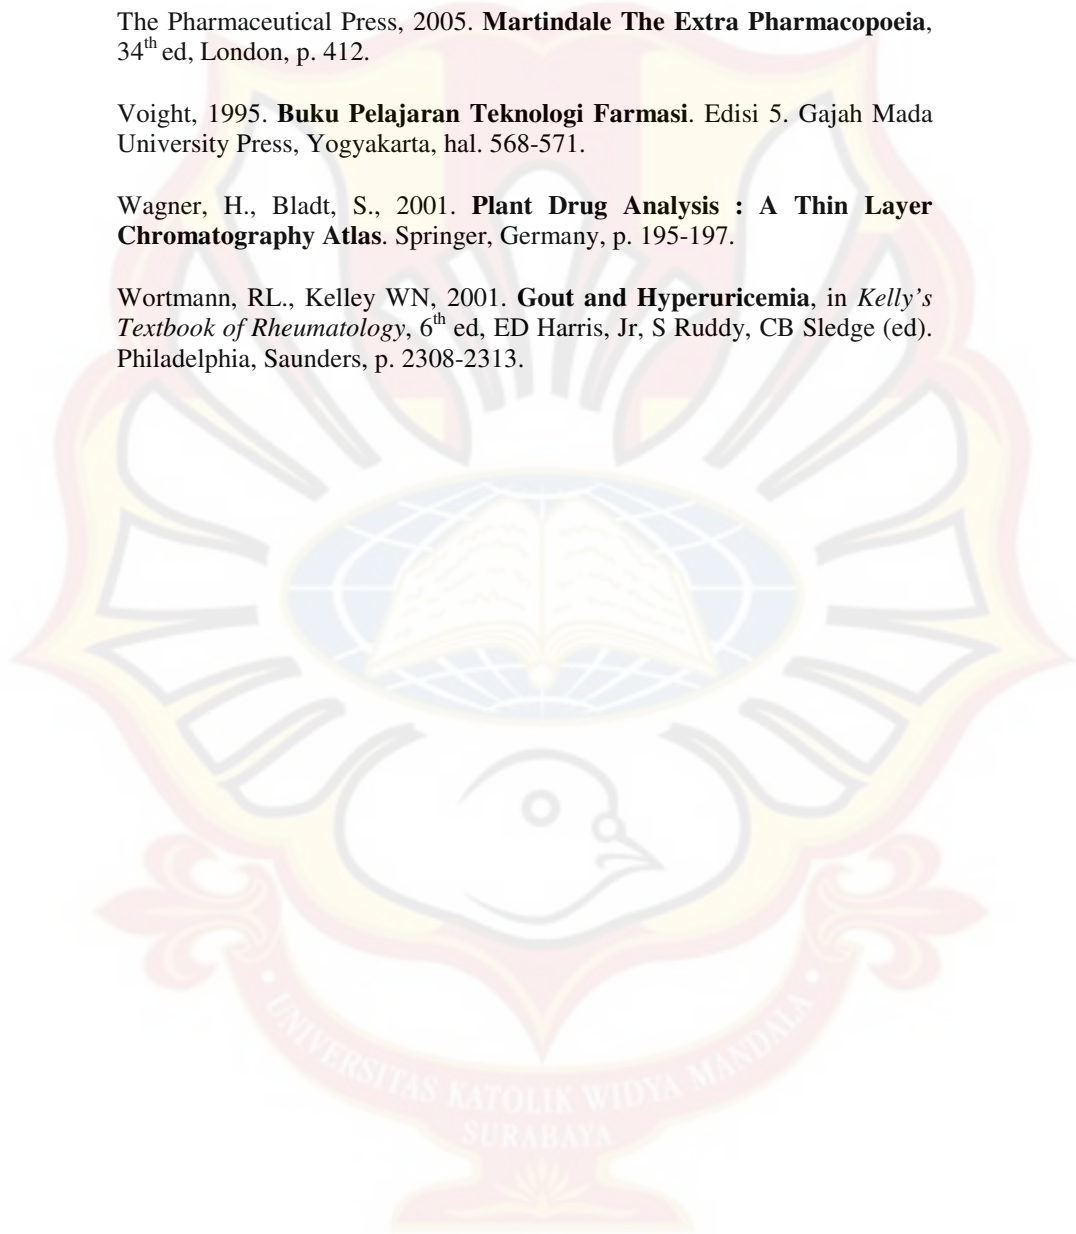 The Pharmaceutical Press, 2005. Martindale The Extra Pharmacopoeia,
34th ed, London, p. 412.
Voight, 1995. Buku Pelajaran Teknologi Farmasi. Edisi 5. Gajah Mada
University Press, Yogyakarta, hal. 568-571.
Wagner, H., Bladt, S., 2001. Plant Drug Analysis : A Thin Layer
Chromatography Atlas. Springer, Germany, p. 195-197.
Wortmann, RL., Kelley WN, 2001. Gout and Hyperuricemia, in Kelly's
Textbook of Rheumatology, 6th ed, ED Harris, Jr, S Ruddy, CB Sledge (ed).
Philadelphia, Saunders, p. 2308-2313.
• UNIVERSITAS KATOLIK WIDYA MANDALA •
SURABAYA